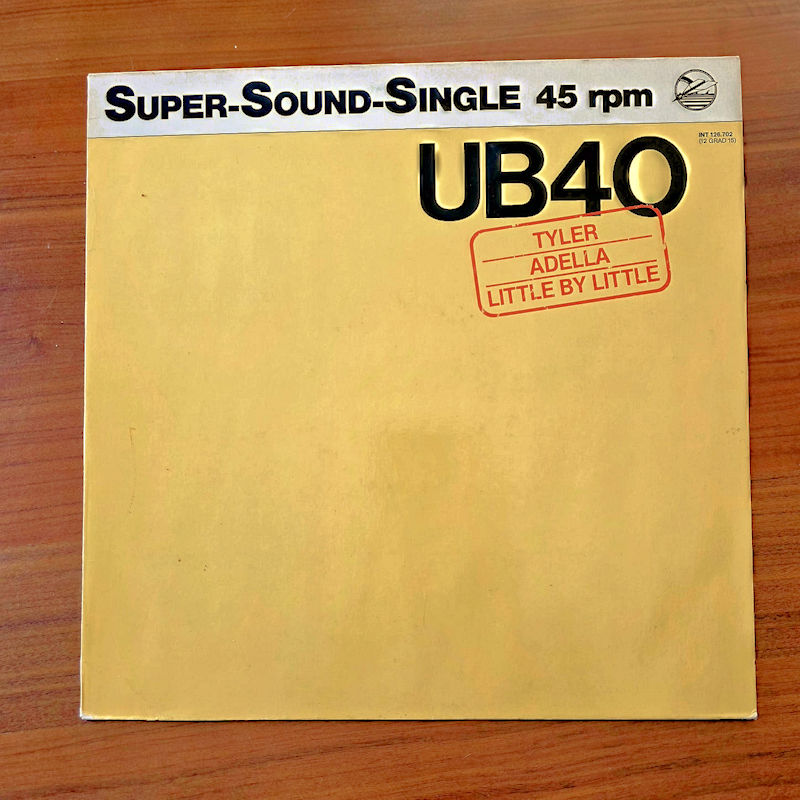 SUPER-SOUND-SINGLE 45 rpm
INT 126.702
(12 GRAD 15)
UB40
TYLER
ADELLA
LITTLE BY LITTLE